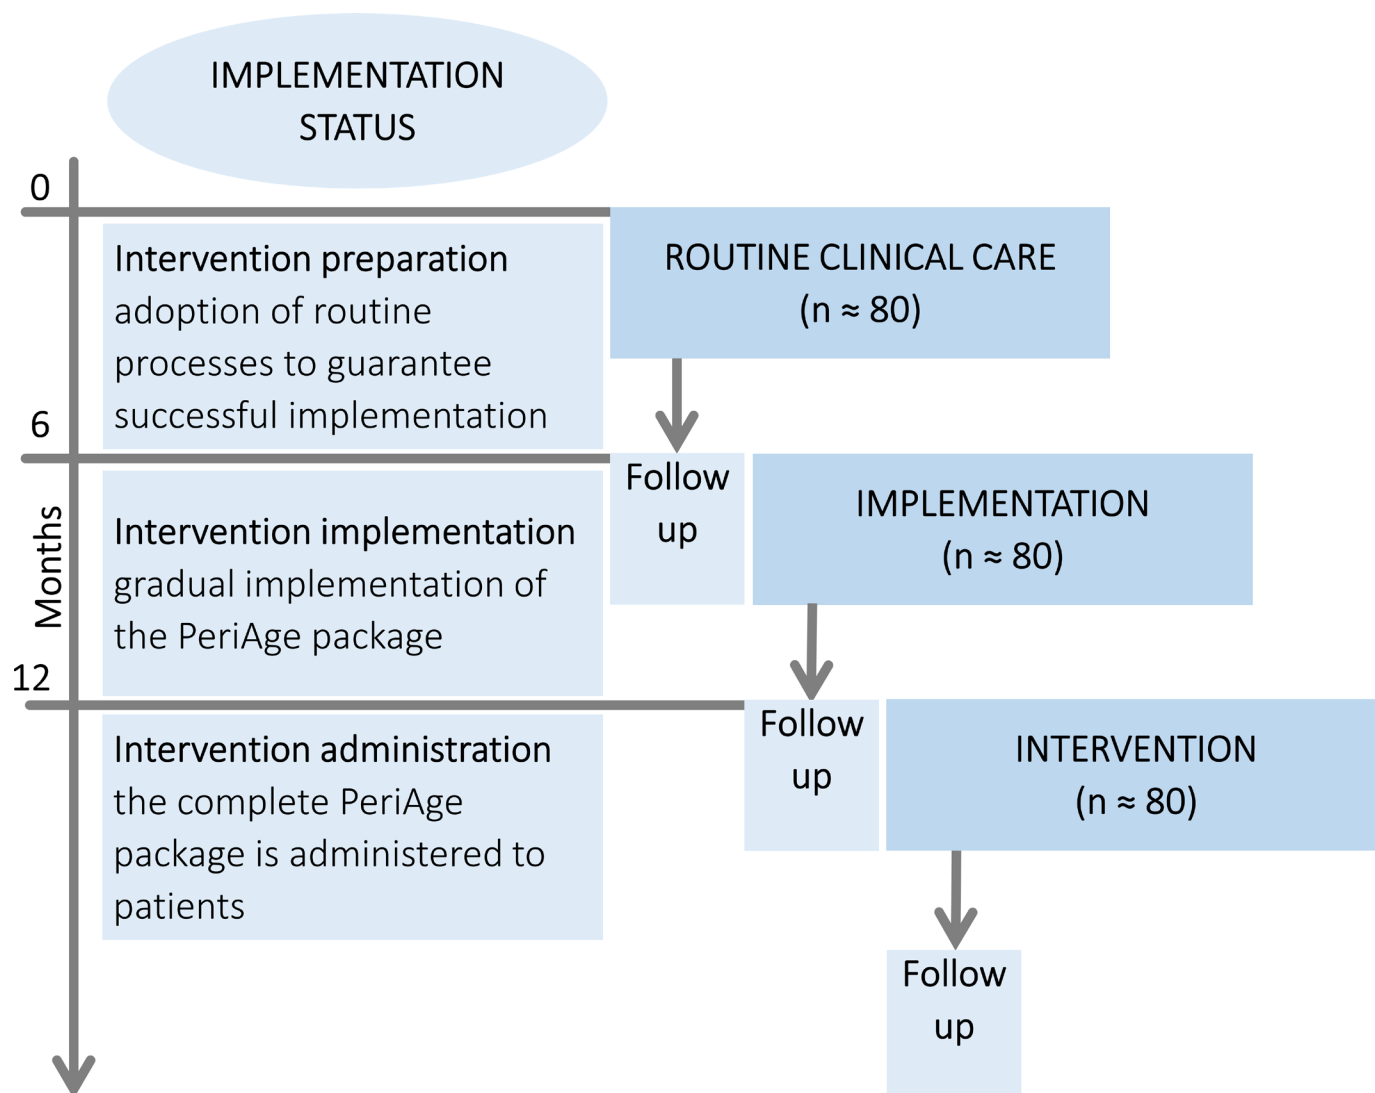 IMPLEMENTATION
STATUS
0
Intervention preparation
adoption of routine
processes to guarantee
successful implementation
ROUTINE CLINICAL CARE
(n ≈ 80)
6
Months
Intervention implementation
gradual implementation of
the PeriAge package
Follow
up
IMPLEMENTATION
(n ≈ 80)
12
Intervention administration
the complete PeriAge
package is administered to
patients
Follow
up
INTERVENTION
(n ≈ 80)
Follow
up